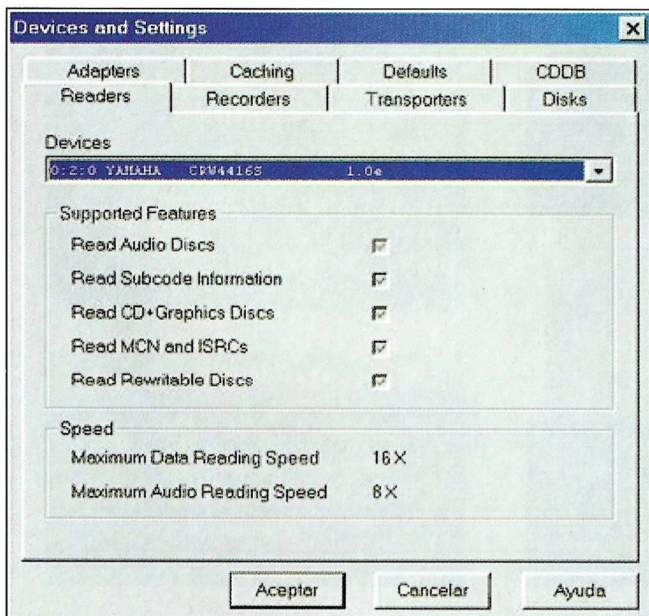 Devices and Settings
Adapters Caching Defaults CDDB
Readers Recorders Transporters Disks
Devices
0:2:0 YAMAHA CRW4416S 1.0e
Supported Features
Read Audio Discs
Read Subcode Information
Read CD+Graphics Discs
Read MCN and ISRCs
Read Rewritable Discs
Speed
Maximum Data Reading Speed 16X
Maximum Audio Reading Speed 8X
Aceptar Cancelar Ayuda